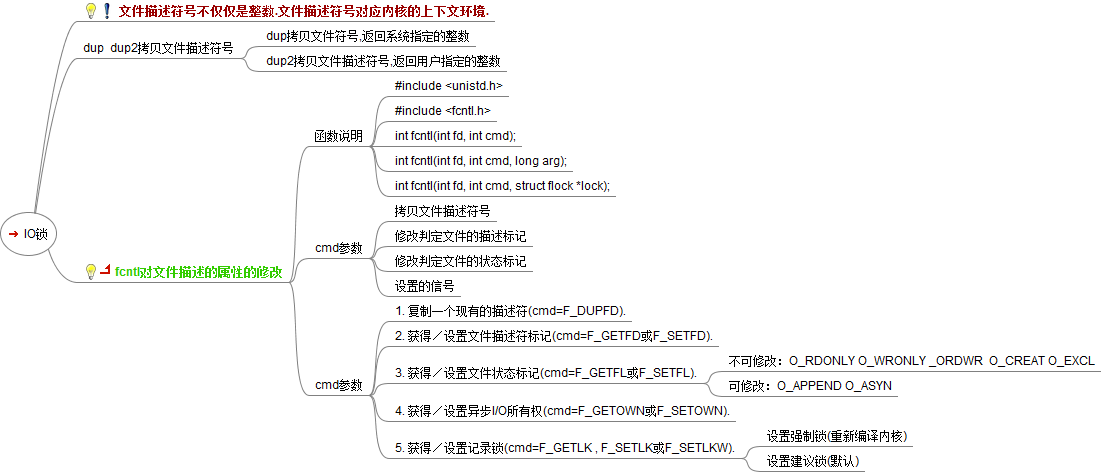 文件描述符号不仅仅是整数.文件描述符号对应内核的上下文环境.
dup dup2拷贝文件描述符号
dup拷贝文件符号,返回系统指定的整数
dup2拷贝文件描述符号,返回用户指定的整数
IO锁
fcntl对文件描述的属性的修改
函数说明
#include <unistd.h>
#include <fcntl.h>
int fcntl(int fd, int cmd);
int fcntl(int fd, int cmd, long arg);
int fcntl(int fd, int cmd, struct flock *lock);
cmd参数
拷贝文件描述符号
修改判定文件的描述标记
修改判定文件的状态标记
设置的信号
cmd参数
1. 复制一个现有的描述符(cmd=F_DUPFD).
2. 获得／设置文件描述符标记(cmd=F_GETFD或F_SETFD).
3. 获得／设置文件状态标记(cmd=F_GETFL或F_SETFL).
不可修改：O_RDONLY O_WRONLY _ORDWR O_CREAT O_EXCL
可修改：O_APPEND O_ASYN
4. 获得／设置异步I/O所有权(cmd=F_GETOWN或F_SETOWN).
5. 获得／设置记录锁(cmd=F_GETLK , F_SETLK或F_SETLKW).
设置强制锁(重新编译内核)
设置建议锁(默认)